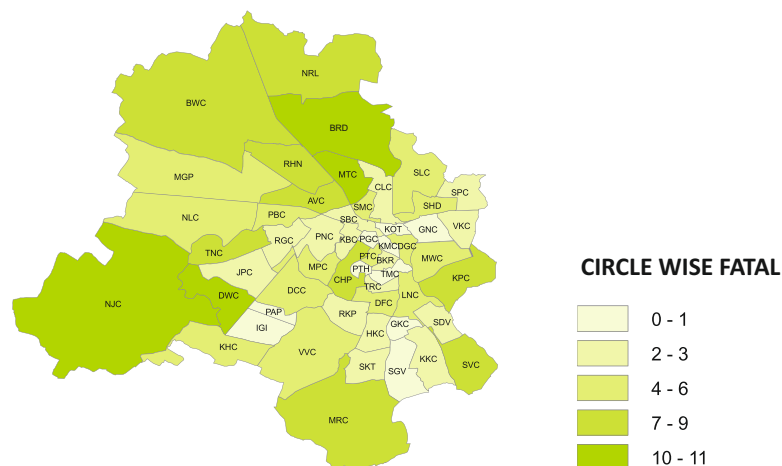 NRL
BWC
BRD
RHN
MTC
SLC
MGP
CLC
SPC
AVC
SMC
SHD
PBC
SBC
NLC
KOT
GNC
VKC
RGC
PNC
KBC
PGC
KMC
DGC
TNC
PTC
BKR
MWC
JPC
MPC
PTH
TMC
KPC
CHP
TRC
DWC
DCC
LNC
NJC
DFC
PAP
RKP
IGI
GKC
SDV
HKC
KHC
VVC
KKC
SKT
SGV
SVC
MRC
CIRCLE WISE FATAL
0 - 1
2 - 3
4 - 6
7 - 9
10 - 11